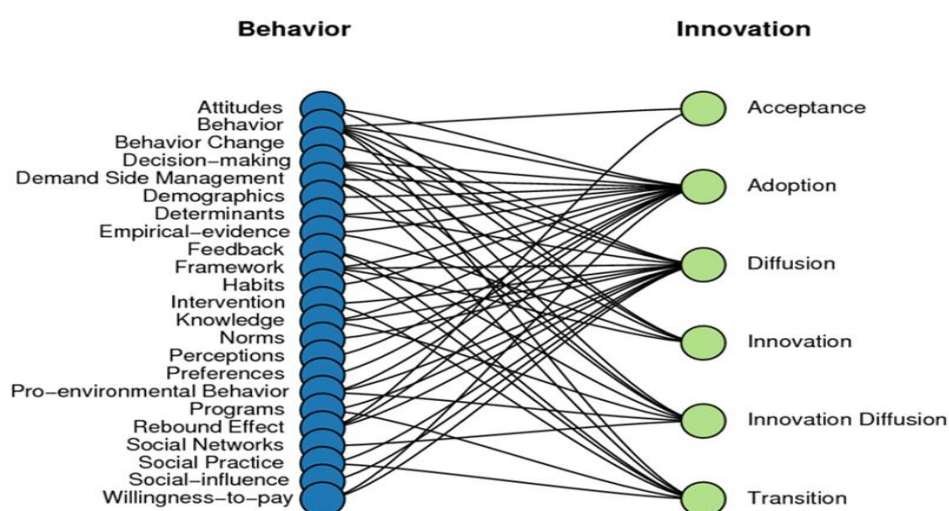 Behavior
Innovation
Attitudes
Behavior
Behavior Change
Decision−making
Demand Side Management
Demographics
Determinants
Empirical−evidence
Feedback
Framework
Habits
Intervention
Knowledge
Norms
Perceptions
Preferences
Pro−environmental Behavior
Programs
Rebound Effect
Social Networks
Social Practice
Social−influence
Willingness−to−pay
Acceptance
Adoption
Diffusion
Innovation
Innovation Diffusion
Transition